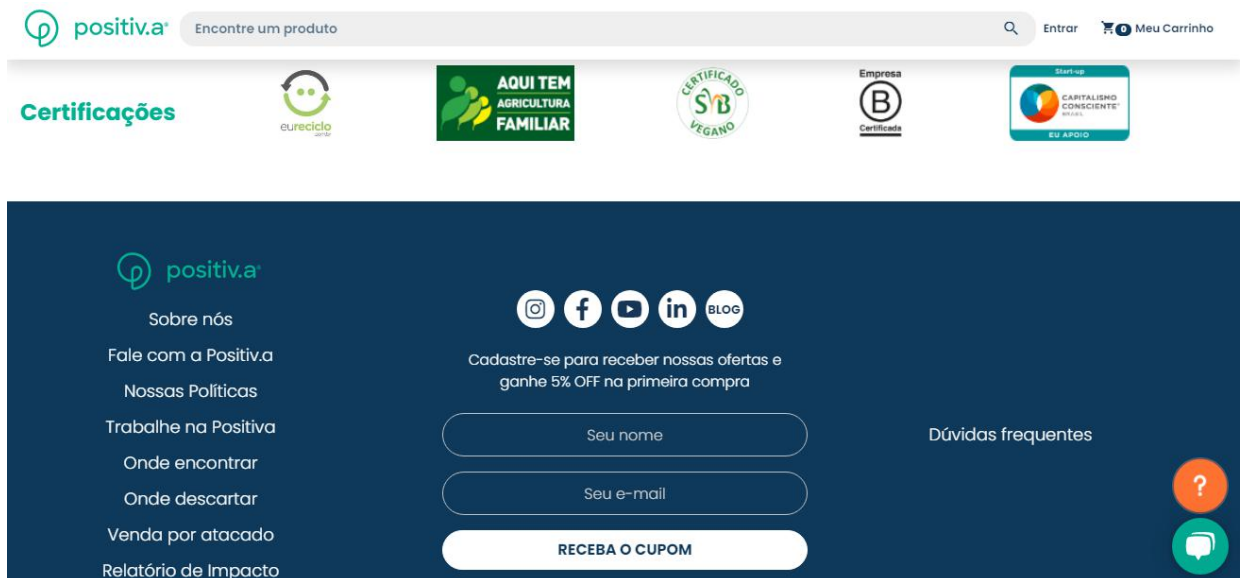 positiv.a
Encontre um produto
Entrar
0 Meu Carrinho
Certificações
eureciclo
AQUI TEM
AGRICULTURA
FAMILIAR
CERTIFICADO
SVB
VEGANO
Empresa
B
Certificada
Start-up
CAPITALISMO
CONSCIENTE
BRASIL
EU APOIO
positiv.a
Sobre nós
Fale com a Positiv.a
Nossas Políticas
Trabalhe na Positiva
Onde encontrar
Onde descartar
Venda por atacado
Relatório de Impacto
BLOG
Cadastre-se para receber nossas ofertas e
ganhe 5% OFF na primeira compra
Seu nome
Seu e-mail
RECEBA O CUPOM
Dúvidas frequentes
?